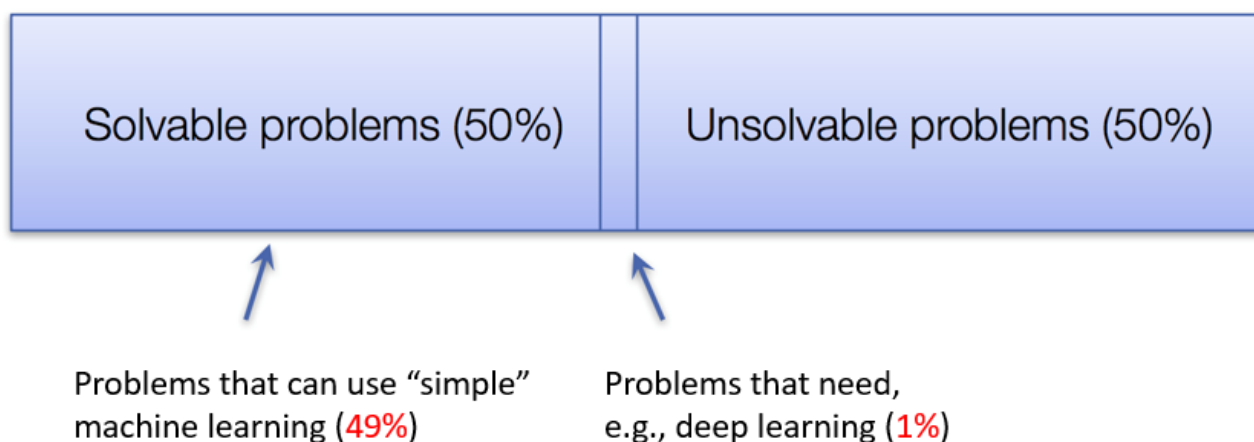 Solvable problems (50%)
Unsolvable problems (50%)
Problems that can use “simple”
machine learning (49%)
Problems that need,
e.g., deep learning (1%)